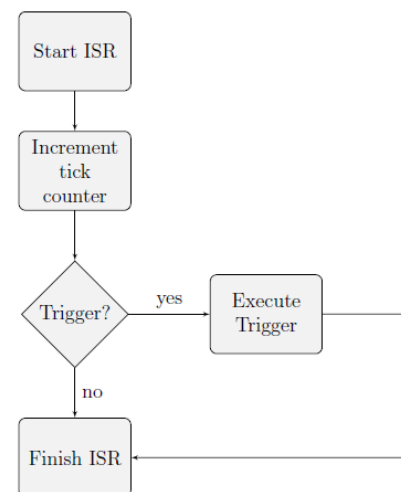 Start ISR
Increment
tick
counter
Trigger?
yes
Execute
Trigger
no
Finish ISR